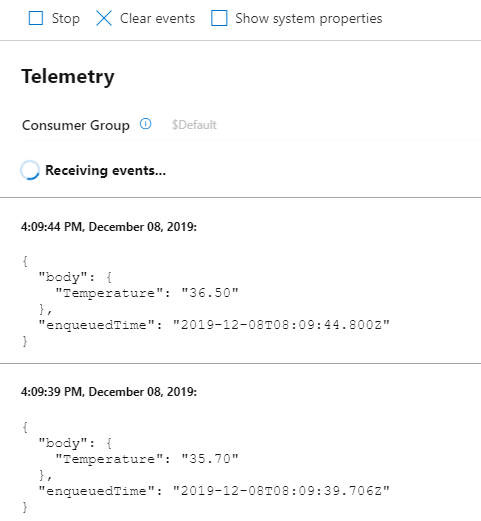 Stop Clear events Show system properties
Telemetry
Consumer Group $Default
Receiving events...
4:09:44 PM, December 08, 2019:
{
"body": {
"Temperature": "36.50"
},
"enqueuedTime": "2019-12-08T08:09:44.800Z"
}
4:09:39 PM, December 08, 2019:
{
"body": {
"Temperature": "35.70"
},
"enqueuedTime": "2019-12-08T08:09:39.706Z"
}